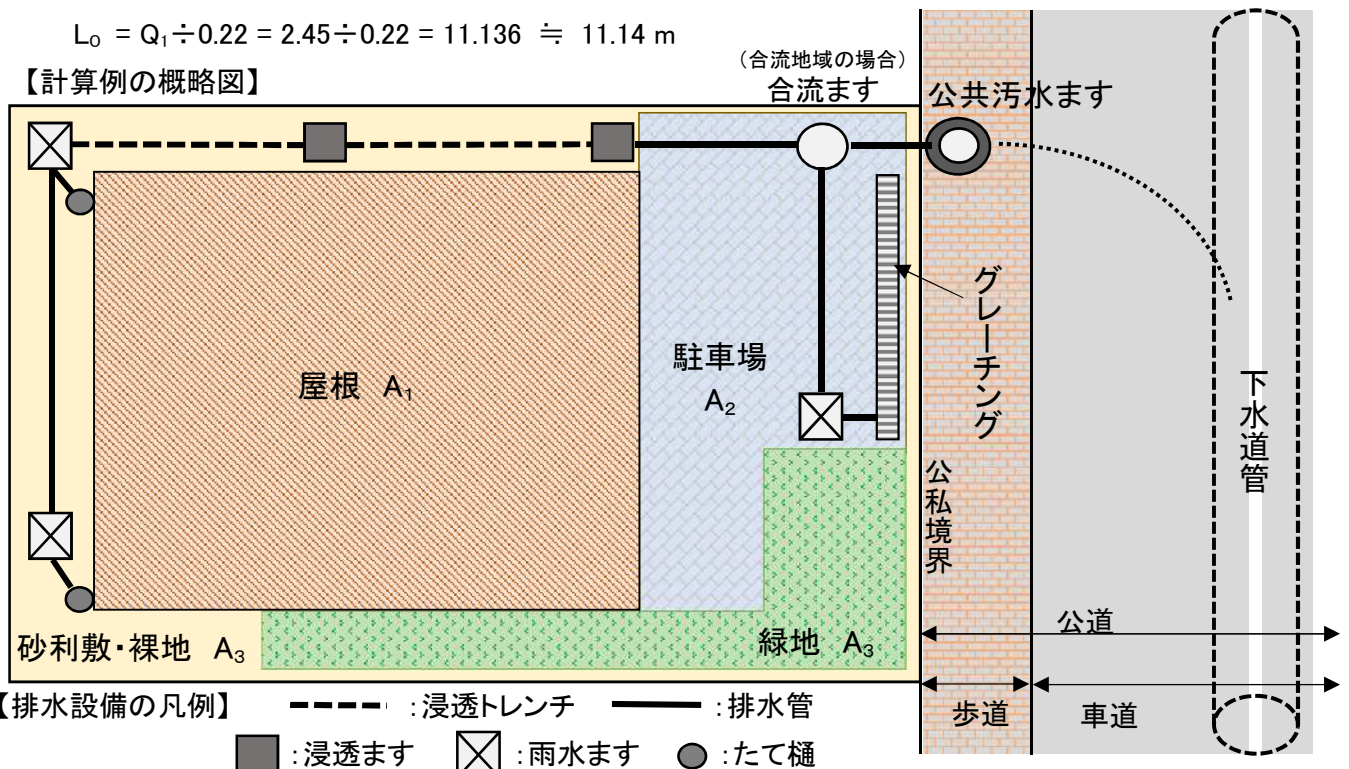 L₀ = Q₁÷0.22 = 2.45÷0.22 = 11.136 ≒ 11.14 m
【計算例の概略図】
(合流地域の場合)
合流ます
公共汚水ます
屋根 A₁
駐車場
A₂
グレーチング
下水道管
公私境界
砂利敷・裸地 A₃
緑地 A₃
公道
歩道
車道
【排水設備の凡例】
:浸透トレンチ
:排水管
:浸透ます
:雨水ます
:たて樋